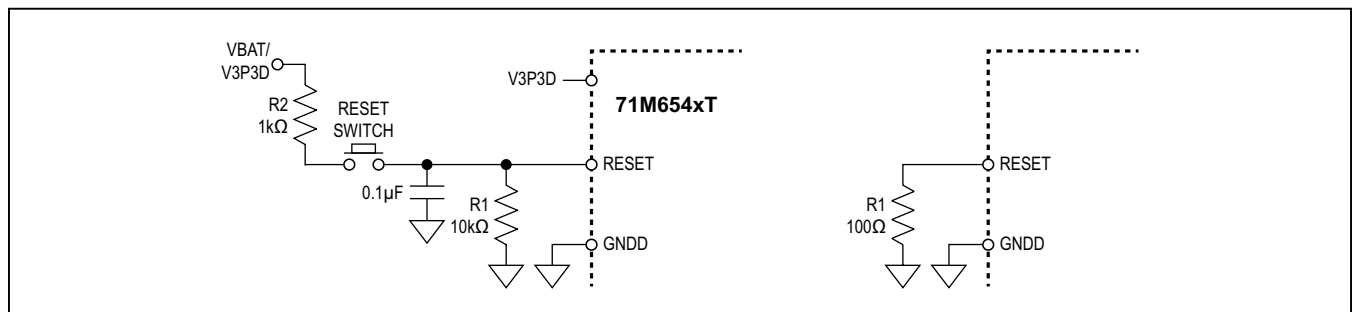 VBAT/
V3P3D
R2
1kΩ
RESET
SWITCH
0.1µF
R1
10kΩ
V3P3D
71M654xT
RESET
GNDD
R1
100Ω
RESET
GNDD